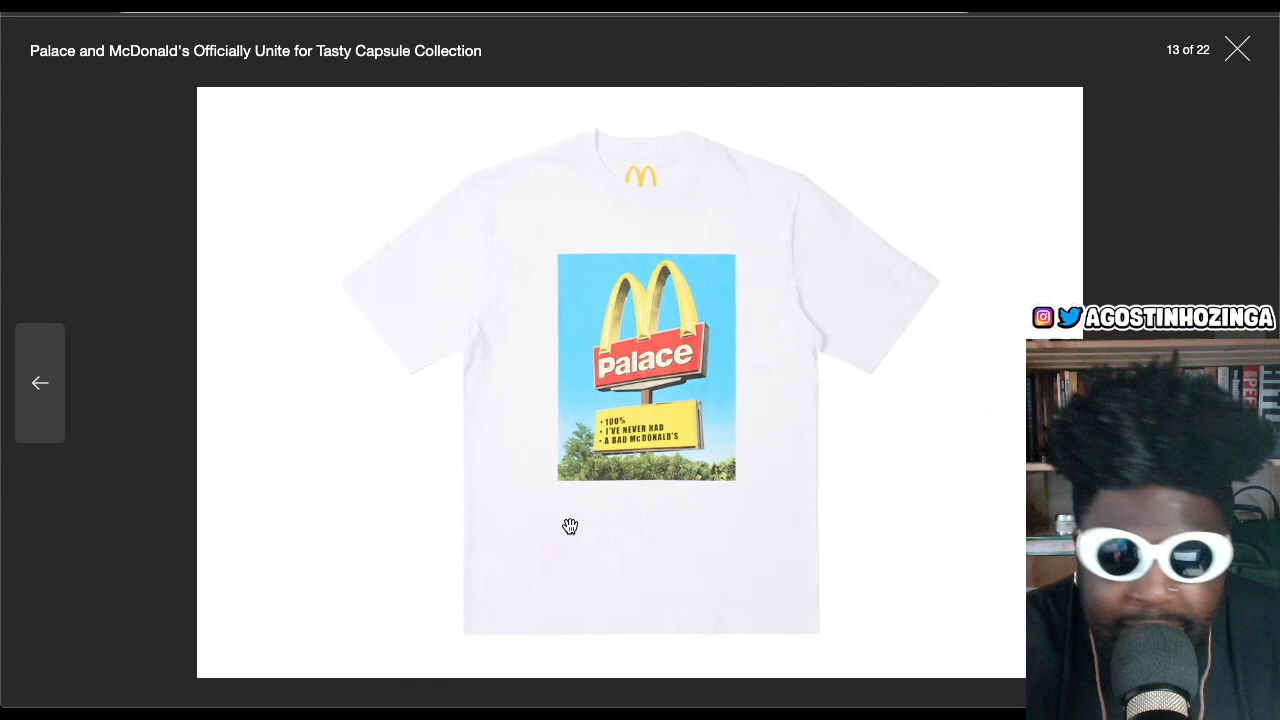 Palace and McDonald's Officially Unite for Tasty Capsule Collection
13 of 22
Palace
• 100%
• I'VE NEVER HAD
• A BAD McDONALD'S
AGOSTINHOZINGA